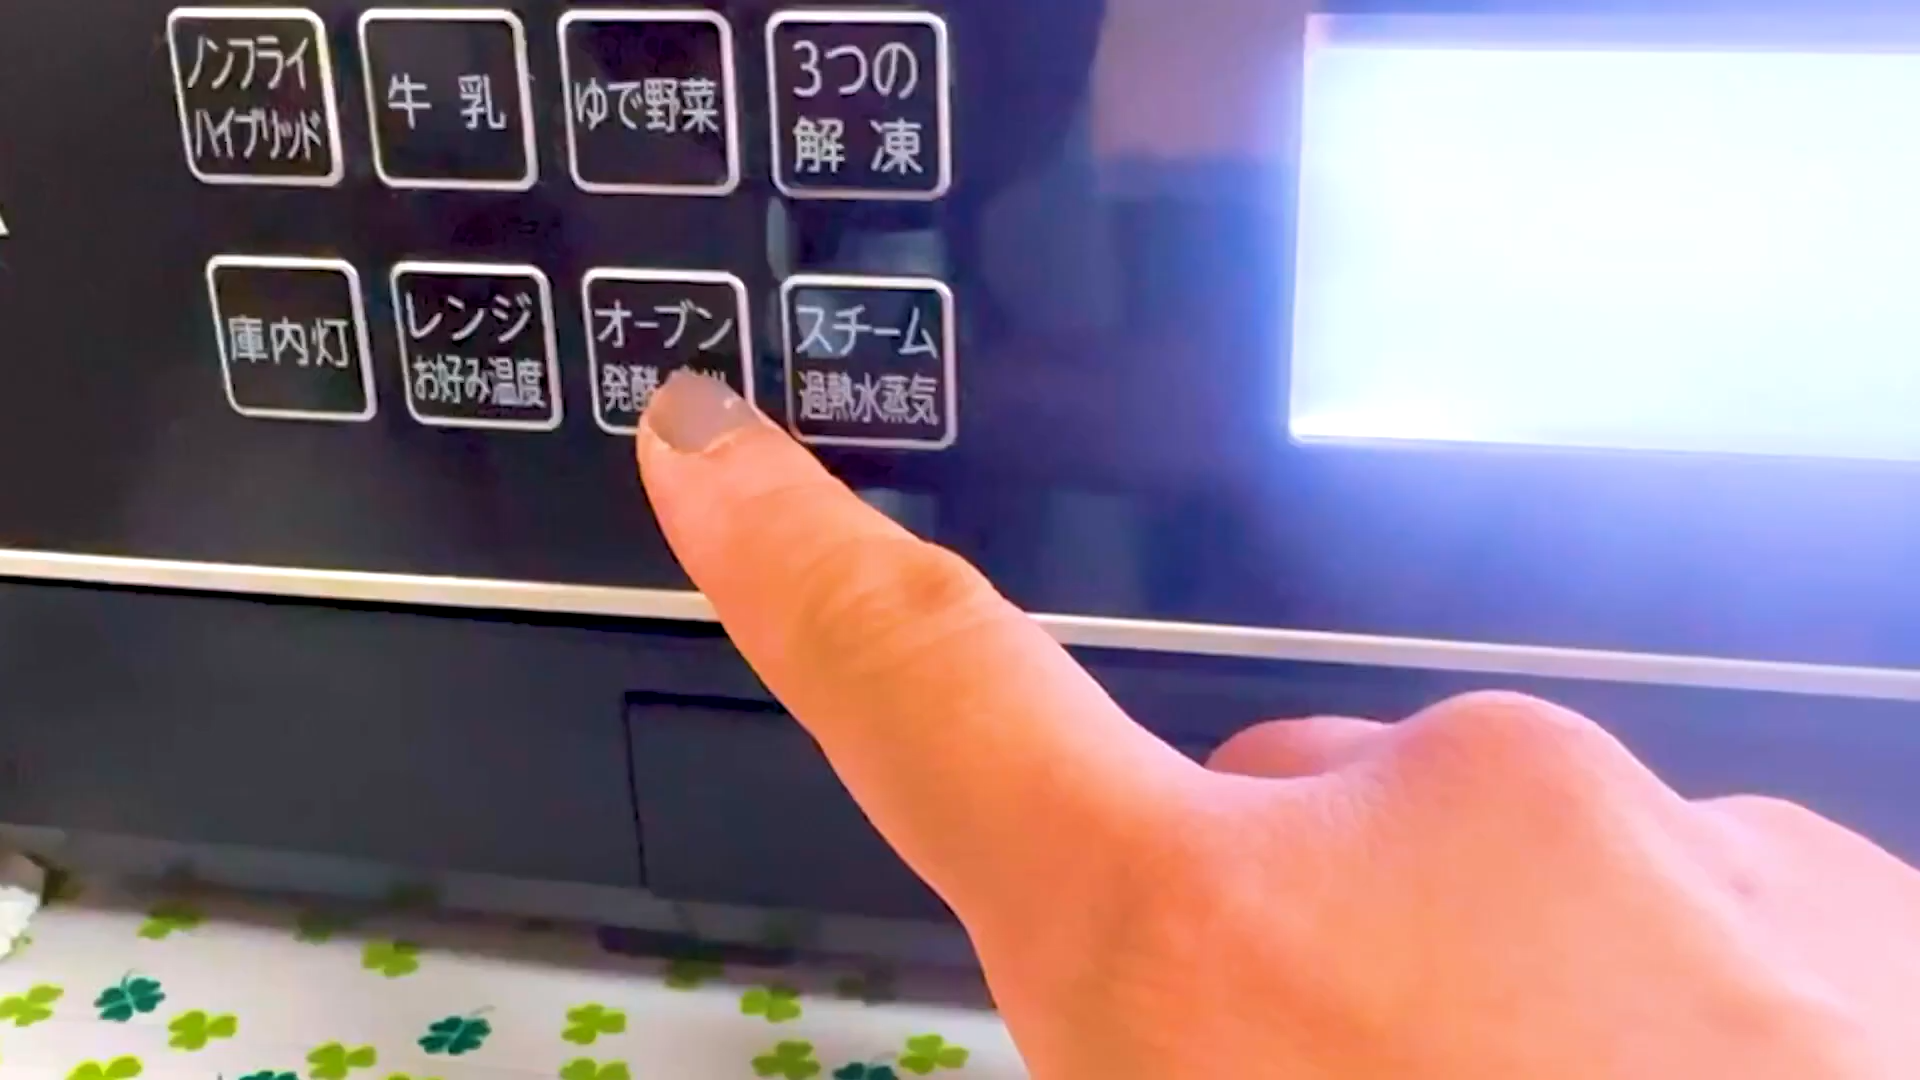 ノンフライ
ハイブリッド
牛乳
ゆで野菜
3つの
解凍
庫内灯
レンジ
お好み温度
オーブン
発酵
スチーム
過熱水蒸気